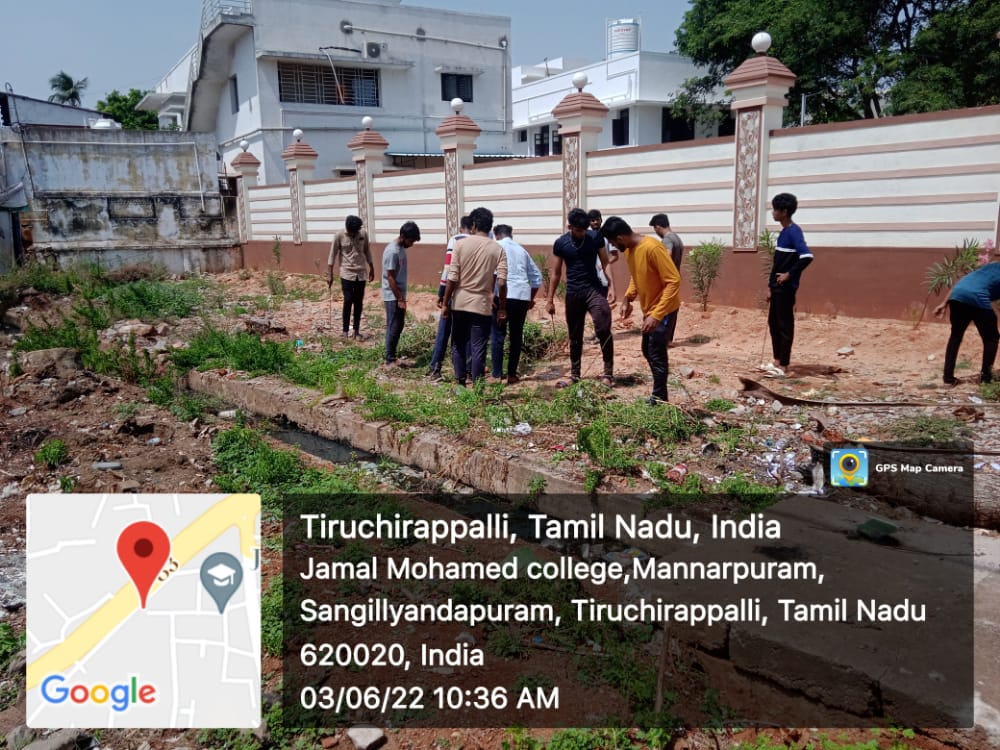 GPS Map Camera
Tiruchirappalli, Tamil Nadu, India
Jamal Mohamed college,Mannarpuram,
Sangillyandapuram, Tiruchirappalli, Tamil Nadu
620020, India
03/06/22 10:36 AM
Google